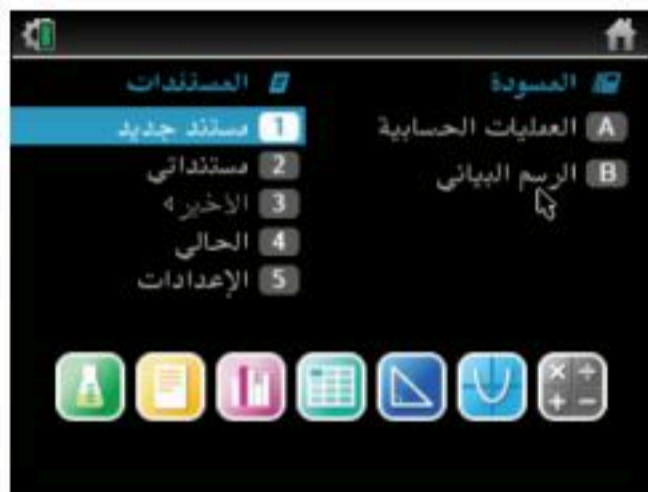 المسودة
A العمليات الحسابية
B الرسم البياني
المستندات
1 مستند جديد
2 مستنداتي
3 الأخير
4 الحالي
5 الإعدادات